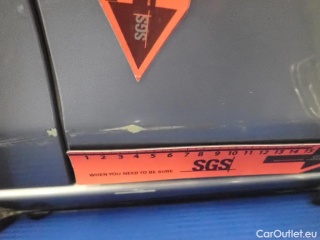 SGS
1 2 3 4 5 6 7 8 9 10 11 12 13 14 15
WHEN YOU NEED TO BE SURE SGS
CarOutlet.eu